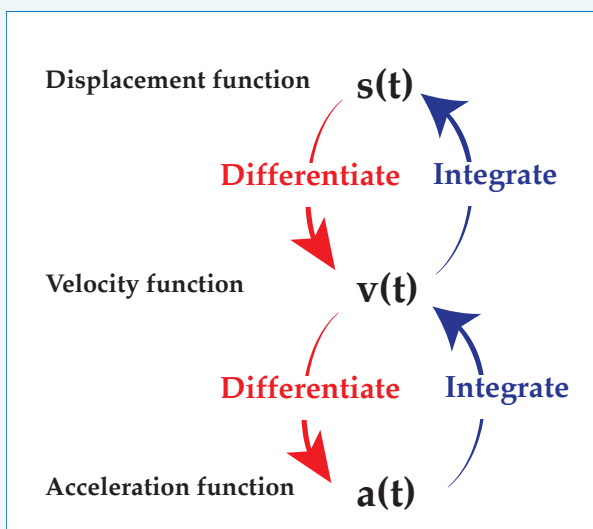 Displacement function s(t)
Differentiate Integrate
Velocity function v(t)
Differentiate Integrate
Acceleration function a(t)